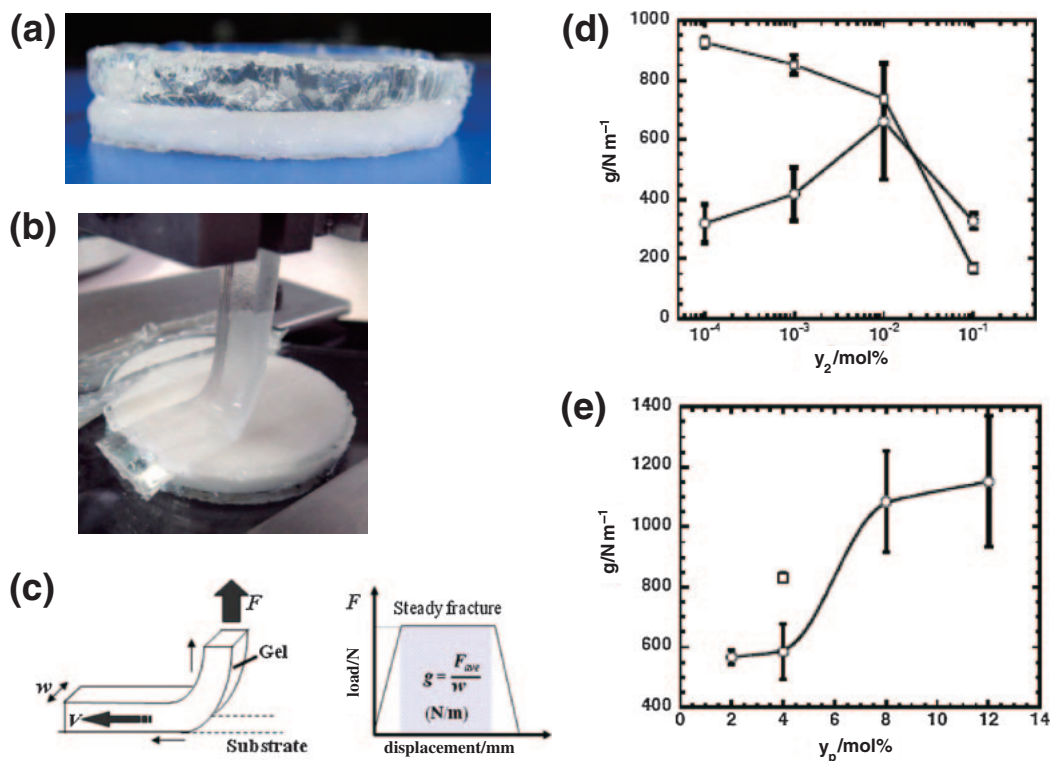 (a)
(b)
(c)
F
Gel
w
V
Substrate
F
Steady fracture
load/N
g = F_ave / w
(N/m)
displacement/mm
(d)
1000
800
600
400
200
0
g/N m⁻¹
10⁻⁴ 10⁻³ 10⁻² 10⁻¹
y₂/mol%
(e)
1400
1200
1000
800
600
400
g/N m⁻¹
0 2 4 6 8 10 12 14
yₚ/mol%